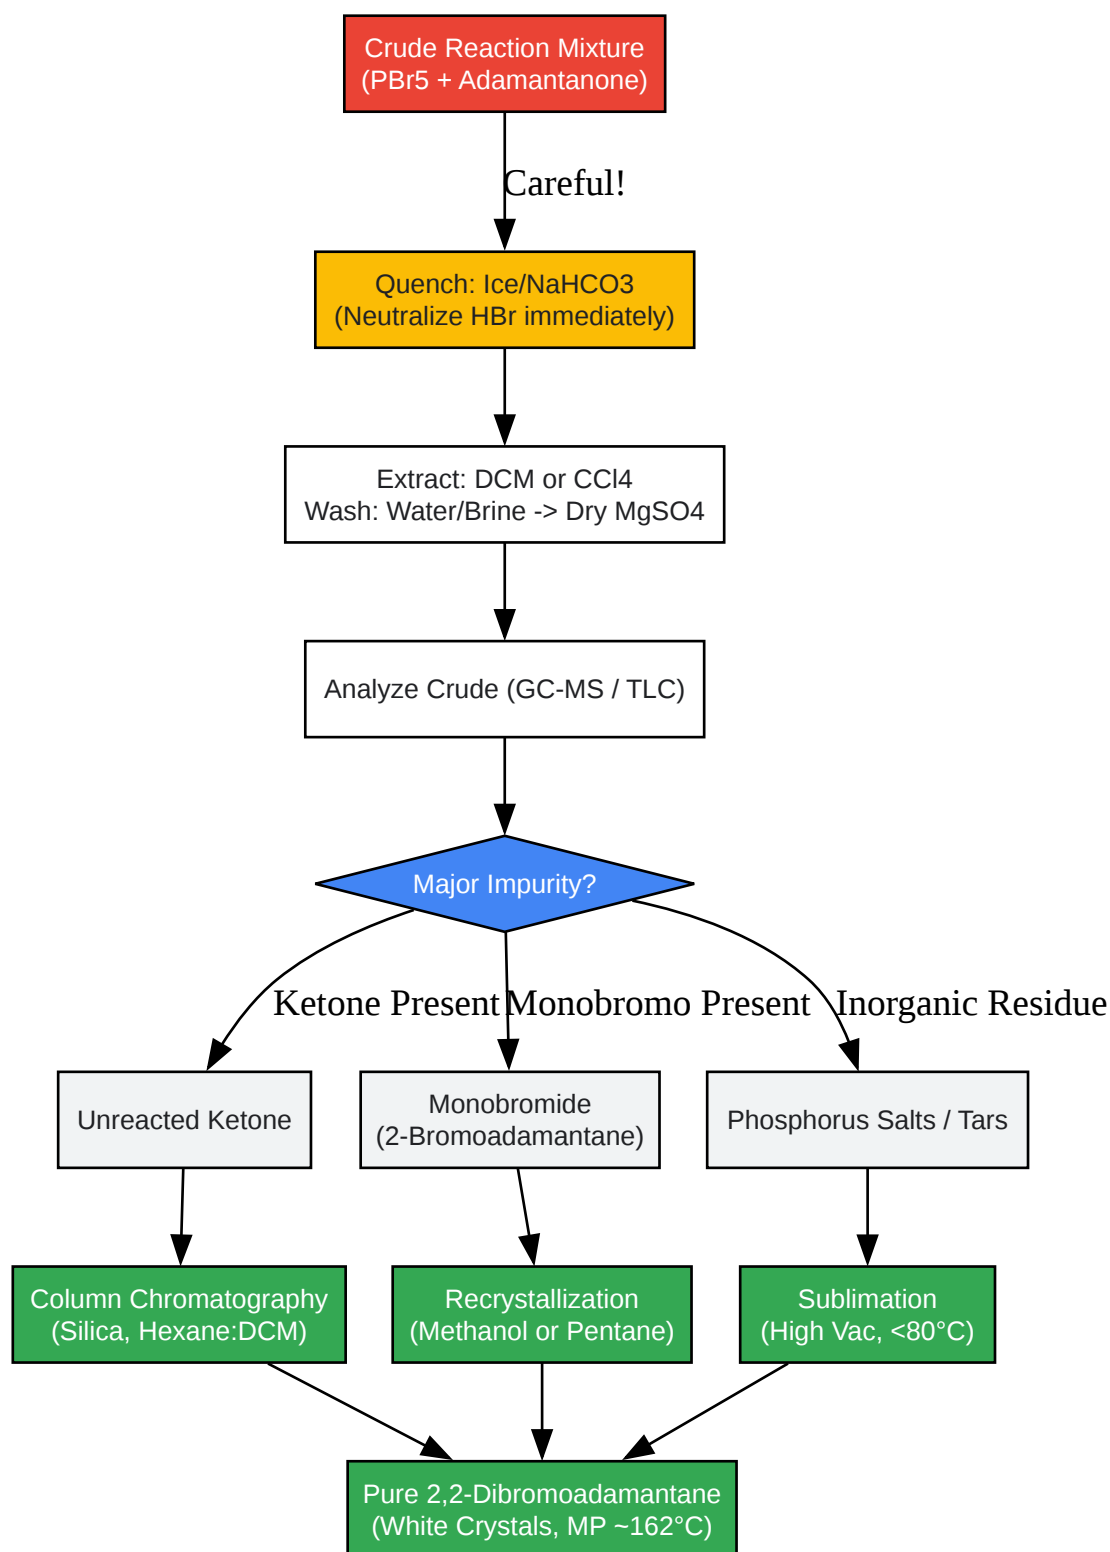 Crude Reaction Mixture
(PBr5 + Adamantanone)
Careful!
Quench: Ice/NaHCO3
(Neutralize HBr immediately)
Extract: DCM or CCl4
Wash: Water/Brine -> Dry MgSO4
Analyze Crude (GC-MS / TLC)
Major Impurity?
Ketone Present
Monobromo Present
Inorganic Residue
Unreacted Ketone
Monobromide
(2-Bromoadamantane)
Phosphorus Salts / Tars
Column Chromatography
(Silica, Hexane:DCM)
Recrystallization
(Methanol or Pentane)
Sublimation
(High Vac, <80°C)
Pure 2,2-Dibromoadamantane
(White Crystals, MP ~162°C)